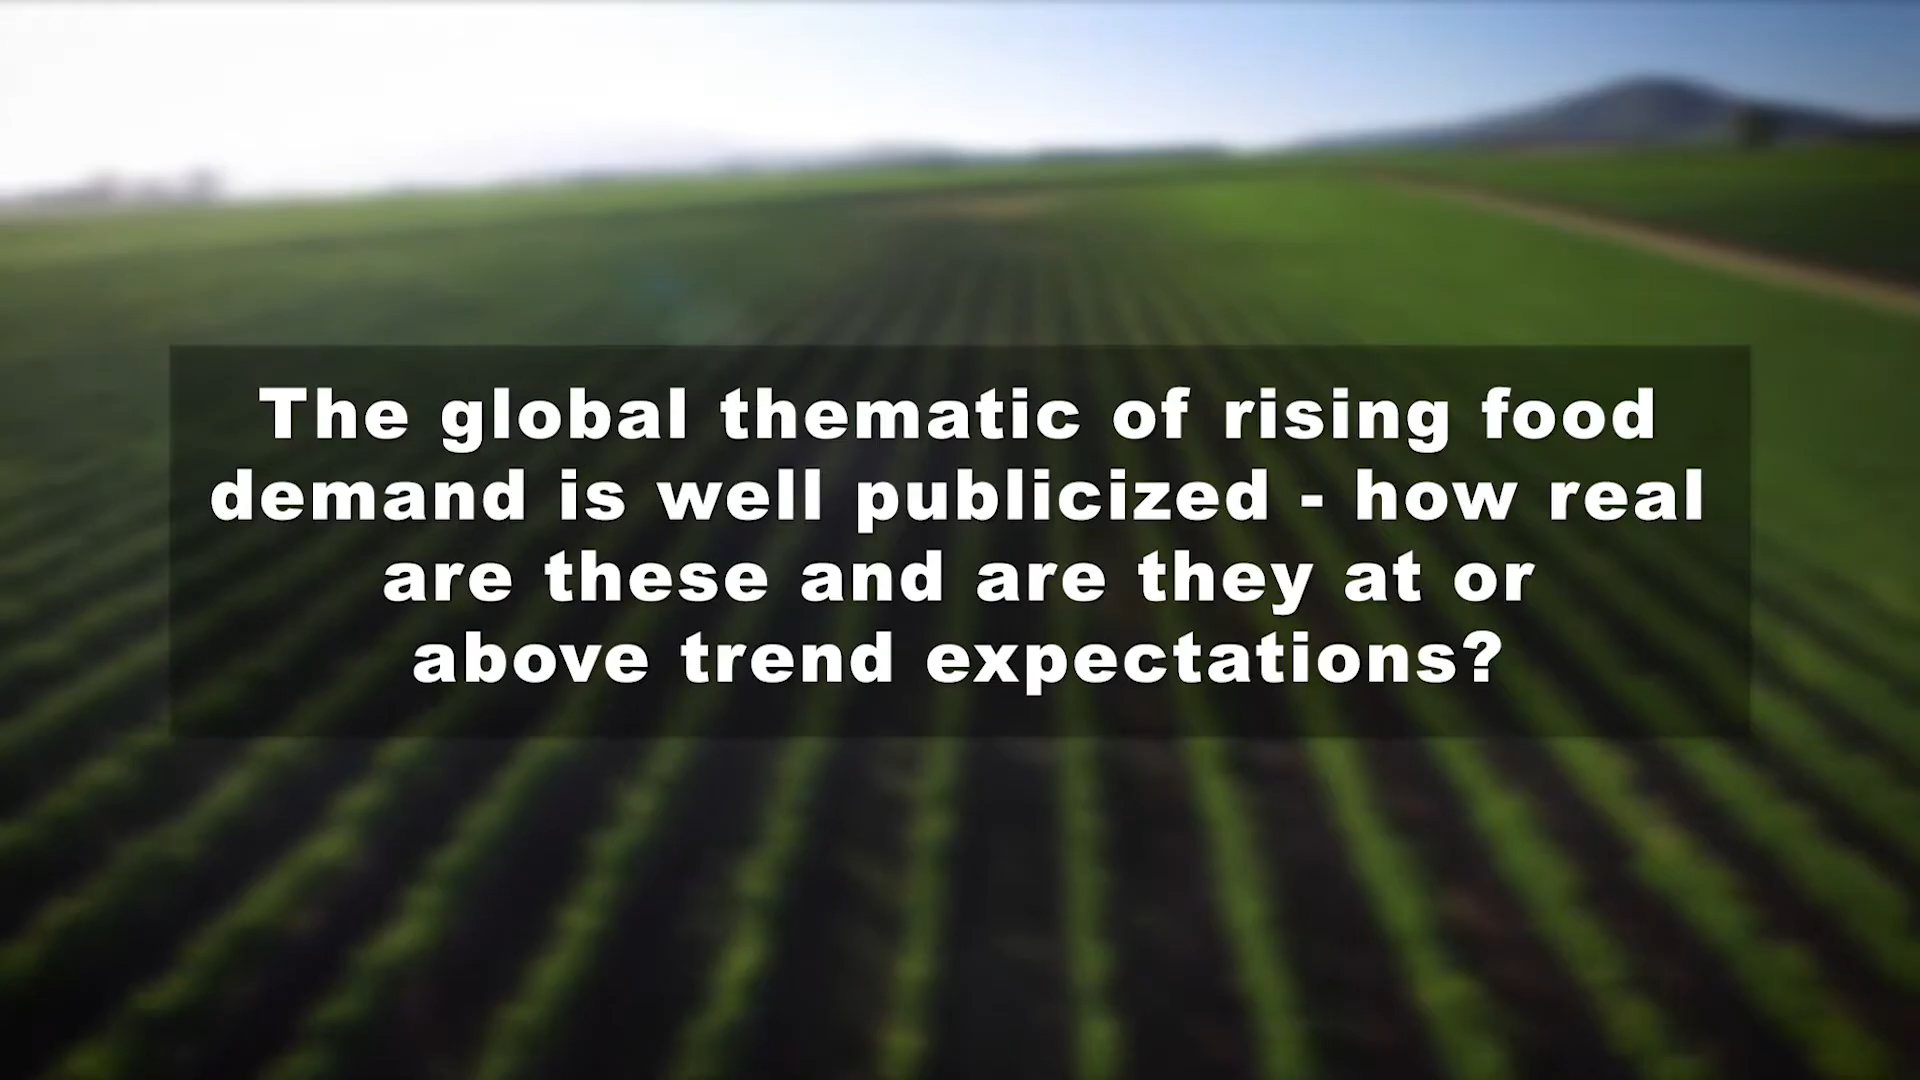 The global thematic of rising food
demand is well publicized - how real
are these and are they at or
above trend expectations?